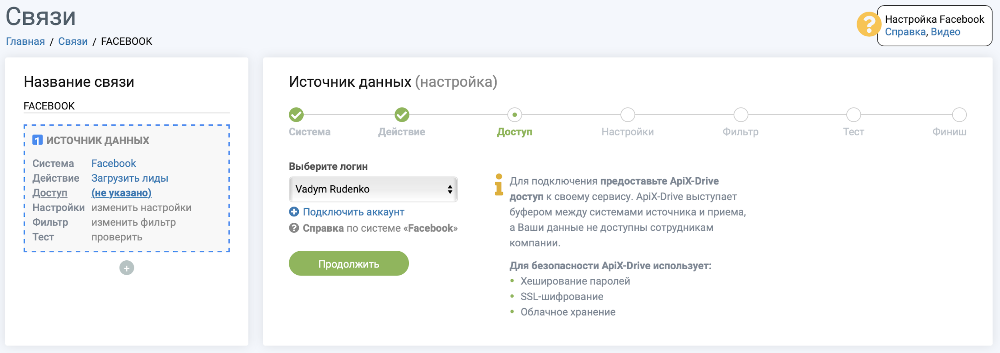 Связи
Главная / Связи / FACEBOOK
Настройка Facebook
Справка, Видео
Название связи
FACEBOOK
1 ИСТОЧНИК ДАННЫХ
Система Facebook
Действие Загрузить лиды
Доступ (не указано)
Настройки изменить настройки
Фильтр изменить фильтр
Тест проверить
Источник данных (настройка)
Система Действие Доступ Настройки Фильтр Тест Финиш
Выберите логин
Vadym Rudenko
Подключить аккаунт
Справка по системе «Facebook»
Продолжить
Для подключения предоставьте ApiX-Drive
доступ к своему сервису. ApiX-Drive выступает
буфером между системами источника и приема,
а Ваши данные не доступны сотрудникам
компании.
Для безопасности ApiX-Drive использует:
• Хеширование паролей
• SSL-шифрование
• Облачное хранение